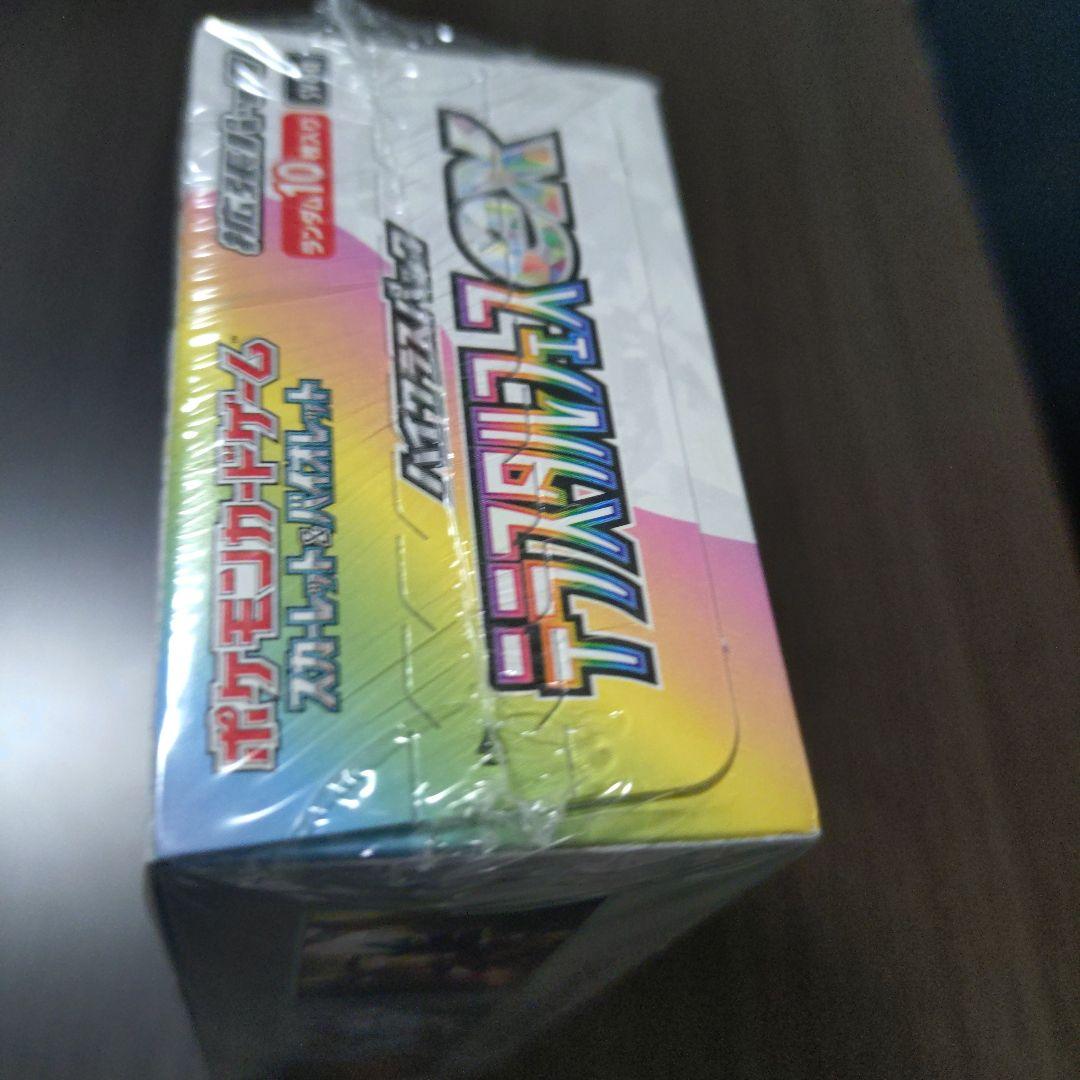 ポケモンカードゲーム™
スカーレット&バイオレット
拡張パック
ランダム10枚入り
ハイクラスパック
テラスタルフェスex